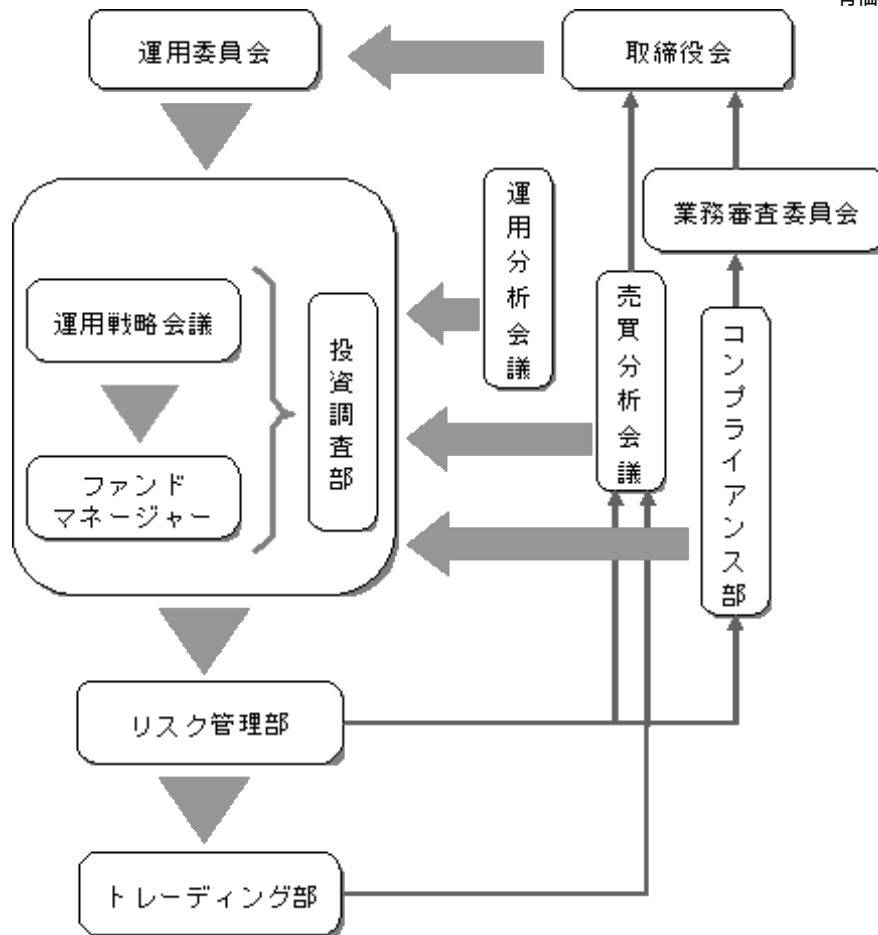 運用委員会
取締役会
運用分析会議
業務審査委員会
売買分析会議
コンプライアンス部
運用戦略会議
投資調査部
ファンド
マネージャー
リスク管理部
トレーディング部